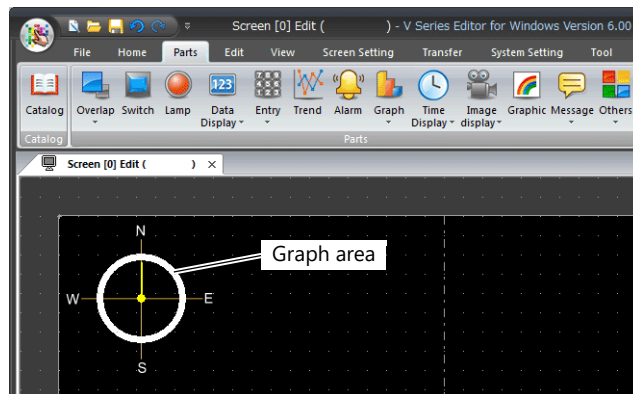 Screen [0] Edit ( ) - V Series Editor for Windows Version 6.00
File Home Parts Edit View Screen Setting Transfer System Setting Tool
123
Catalog Overlap Switch Lamp Data Display Entry Trend Alarm Graph Time Display Image display Graphic Message Others
Catalog Parts
Screen [0] Edit ( ) ×
N
Graph area
W E
S